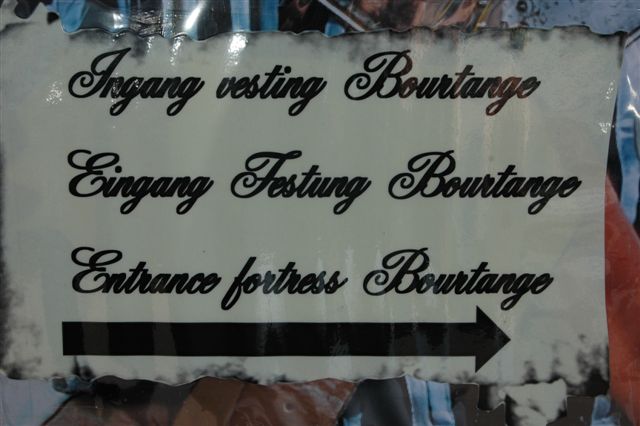 Ingang vesting Bourtange
Eingang Festung Bourtange
Entrance fortress Bourtange